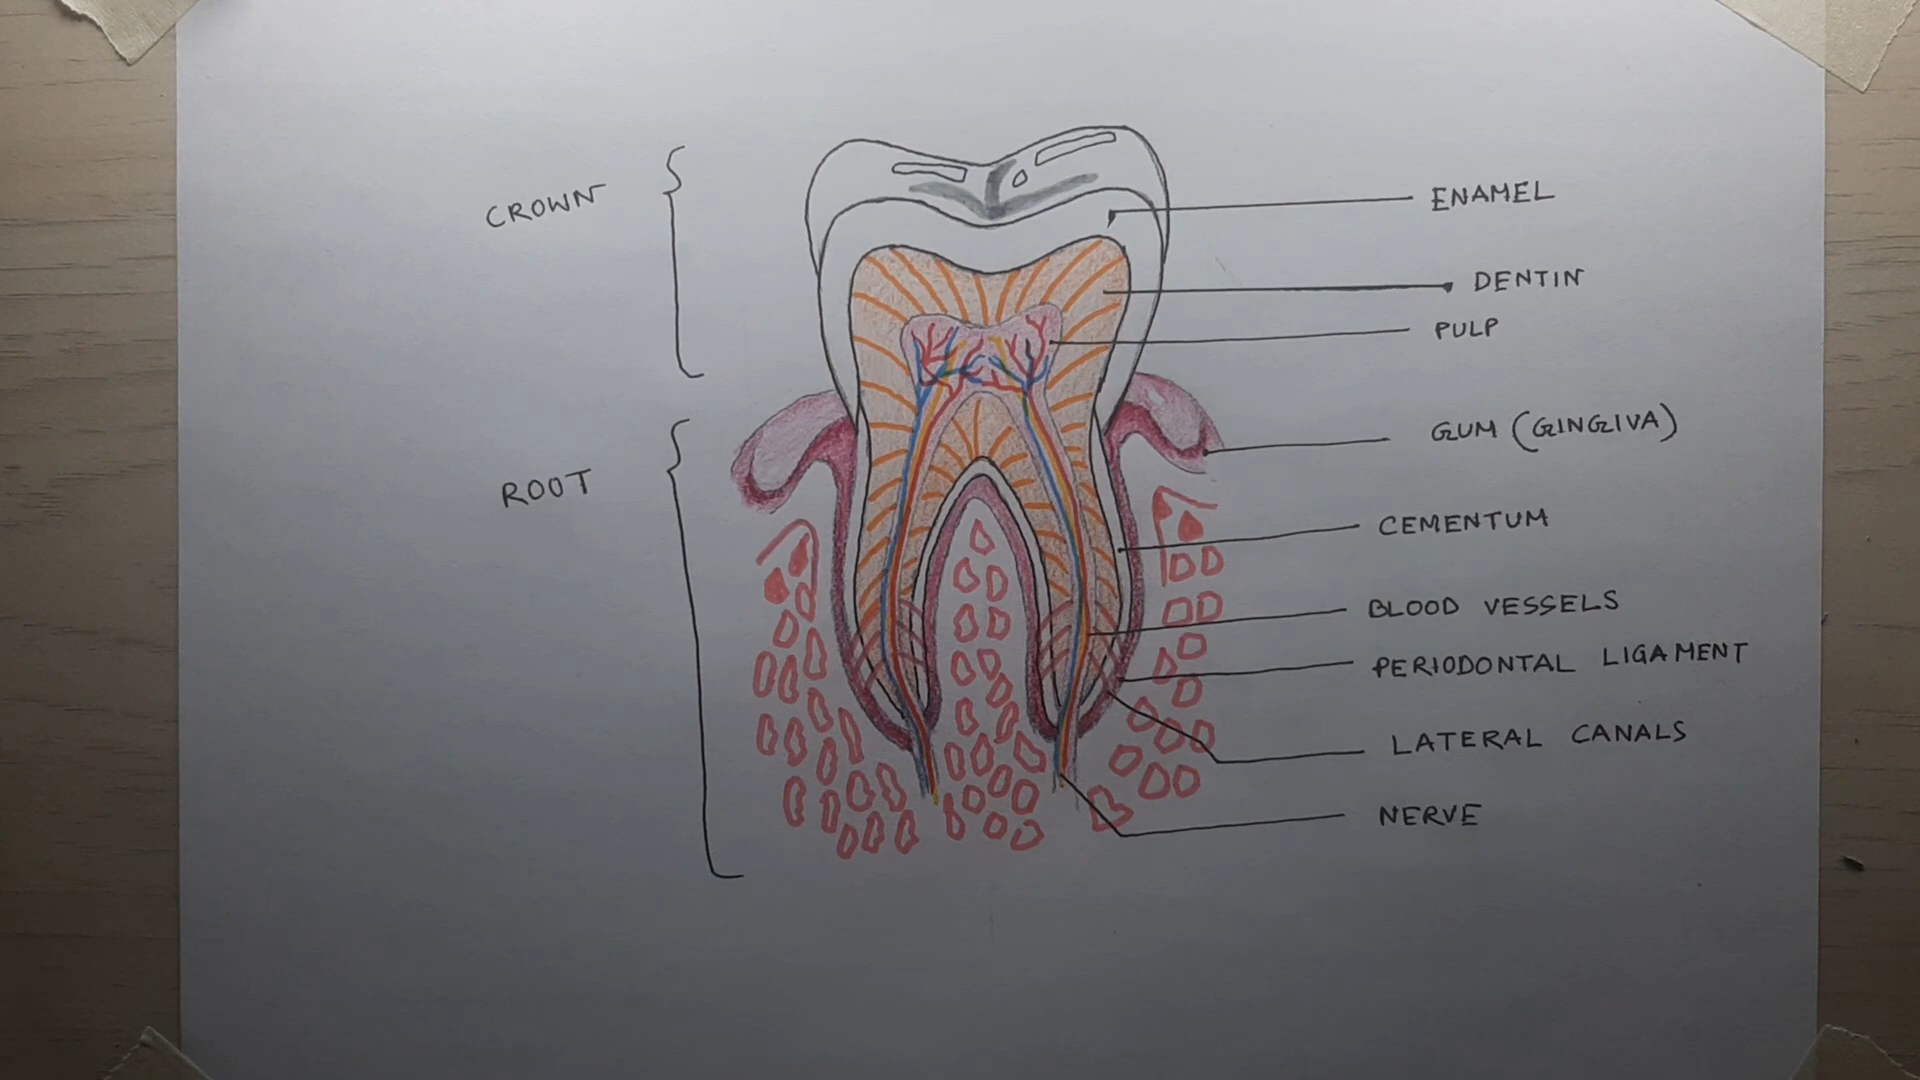 CROWN
ROOT
ENAMEL
DENTIN
PULP
GUM (GINGIVA)
CEMENTUM
BLOOD VESSELS
PERIODONTAL LIGAMENT
LATERAL CANALS
NERVE